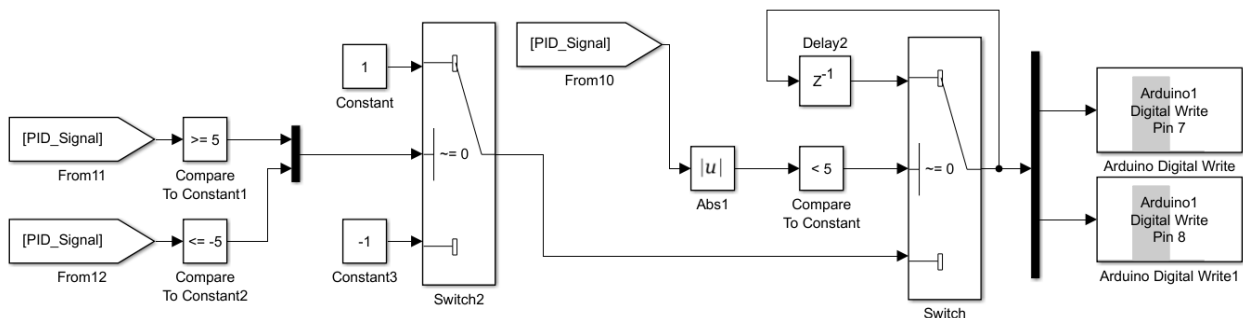 [PID_Signal]
From11
>= 5
Compare
To Constant1
[PID_Signal]
From12
<= -5
Compare
To Constant2
1
Constant
-1
Constant3
~= 0
Switch2
[PID_Signal]
From10
|u|
Abs1
Delay2
Z-1
< 5
Compare
To Constant
~= 0
Switch
Arduino1
Digital Write
Pin 7
Arduino Digital Write
Arduino1
Digital Write
Pin 8
Arduino Digital Write1